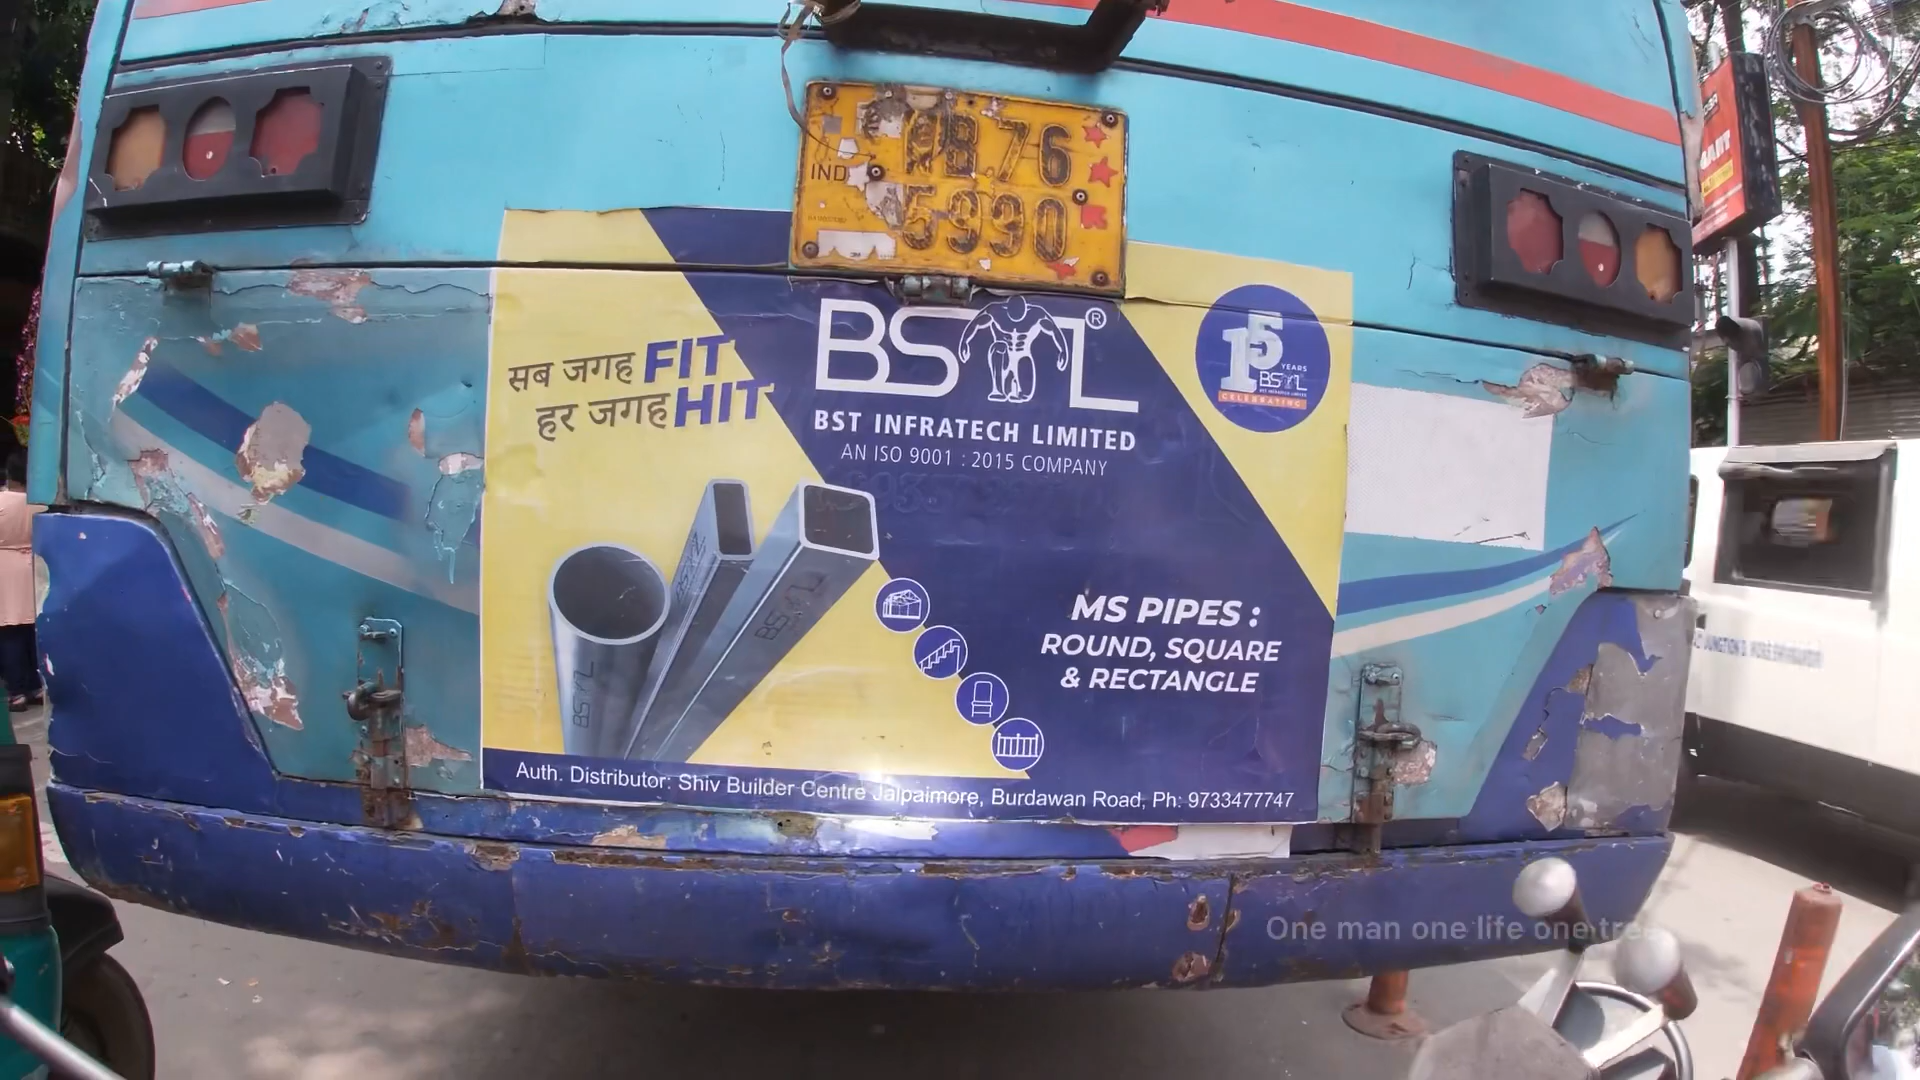 IND
WB.76
5990
सब जगह FIT
हर जगह HIT
BSL
®
BST INFRATECH LIMITED
AN ISO 9001 : 2015 COMPANY
15
YEARS
CELEBRATING
MS PIPES :
ROUND, SQUARE
& RECTANGLE
Auth. Distributor: Shiv Builder Centre Jalpaimore, Burdawan Road, Ph: 9733477747
One man one life one tree